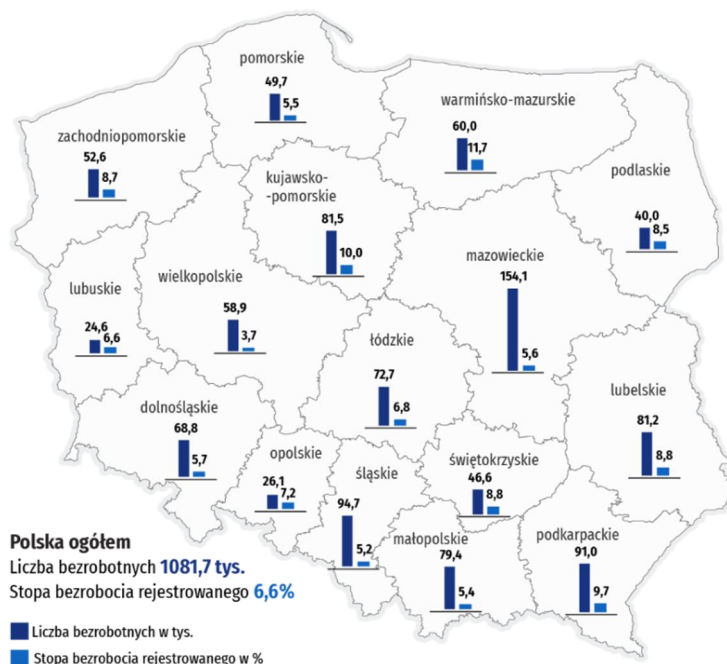 pomorskie
49,7
5,5
warmińsko-mazurskie
60,0
11,7
zachodniopomorskie
52,6
8,7
kujawsko-
-pomorskie
81,5
10,0
podlaskie
40,0
8,5
mazowieckie
154,1
5,6
wielkopolskie
58,9
3,7
lubuskie
24,6
6,6
łódzkie
72,7
6,8
lubelskie
81,2
8,8
dolnośląskie
68,8
5,7
opolskie
26,1
7,2
śląskie
94,7
5,2
świętokrzyskie
46,6
8,8
małopolskie
79,4
5,4
podkarpackie
91,0
9,7
Polska ogółem
Liczba bezrobotnych 1081,7 tys.
Stopa bezrobocia rejestrowanego 6,6%
Liczba bezrobotnych w tys.
Stopa bezrobocia rejestrowanego w %